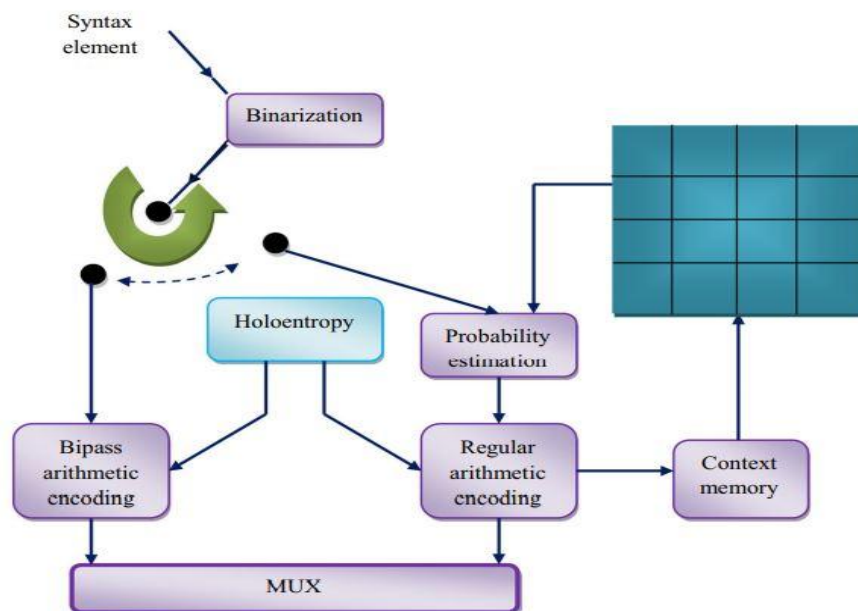 Syntax
element
Binarization
Holoentropy
Probability
estimation
Bipass
arithmetic
encoding
Regular
arithmetic
encoding
Context
memory
MUX